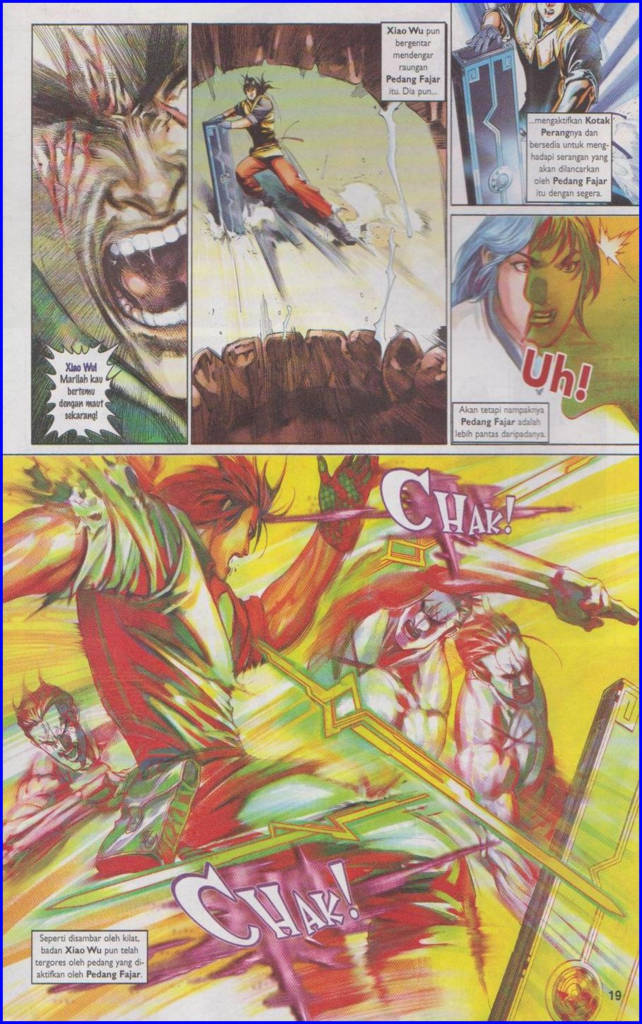 Xiao Wu!
Marilah kau
bertemu
dengan maut
sekarang!
Xiao Wu pun
bergentar
mendengar
raungan
Pedang Fajar
itu. Dia pun...
...mengaktifkan Kotak
Perangnya dan
bersedia untuk meng-
hadapi serangan yang
akan dilancarkan
oleh Pedang Fajar
itu dengan segera.
Uh!
Akan tetapi nampaknya
Pedang Fajar adalah
lebih pantas daripadanya.
CHAK!
CHAK!
Seperti disambar oleh kilat,
badan Xiao Wu pun telah
tergores oleh pedang yang di-
aktifkan oleh Pedang Fajar.
19